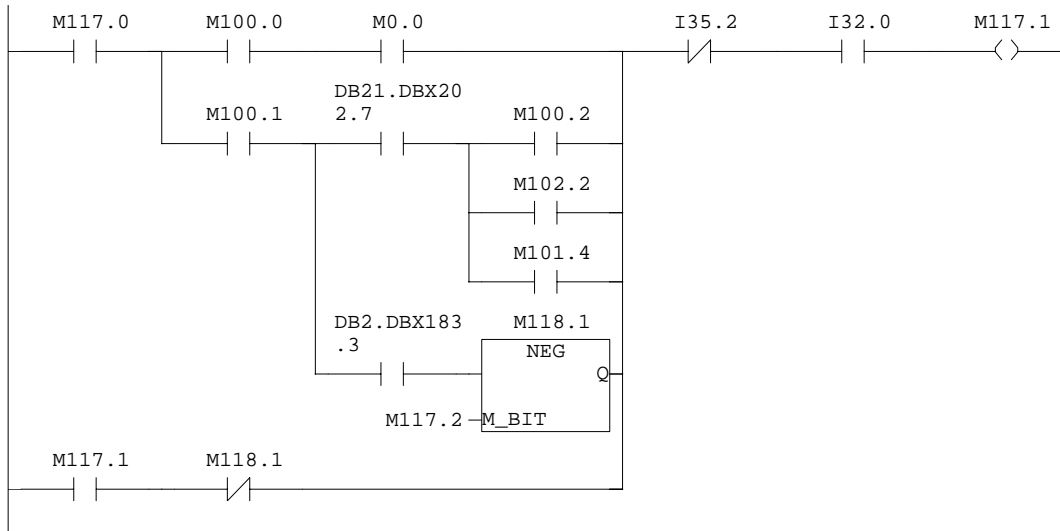 M117.0 M100.0 M0.0 I35.2 I32.0 M117.1
DB21.DBX20
M100.1 2.7 M100.2
M102.2
M101.4
DB2.DBX183 M118.1
.3 NEG
Q
M117.2 M_BIT
M117.1 M118.1